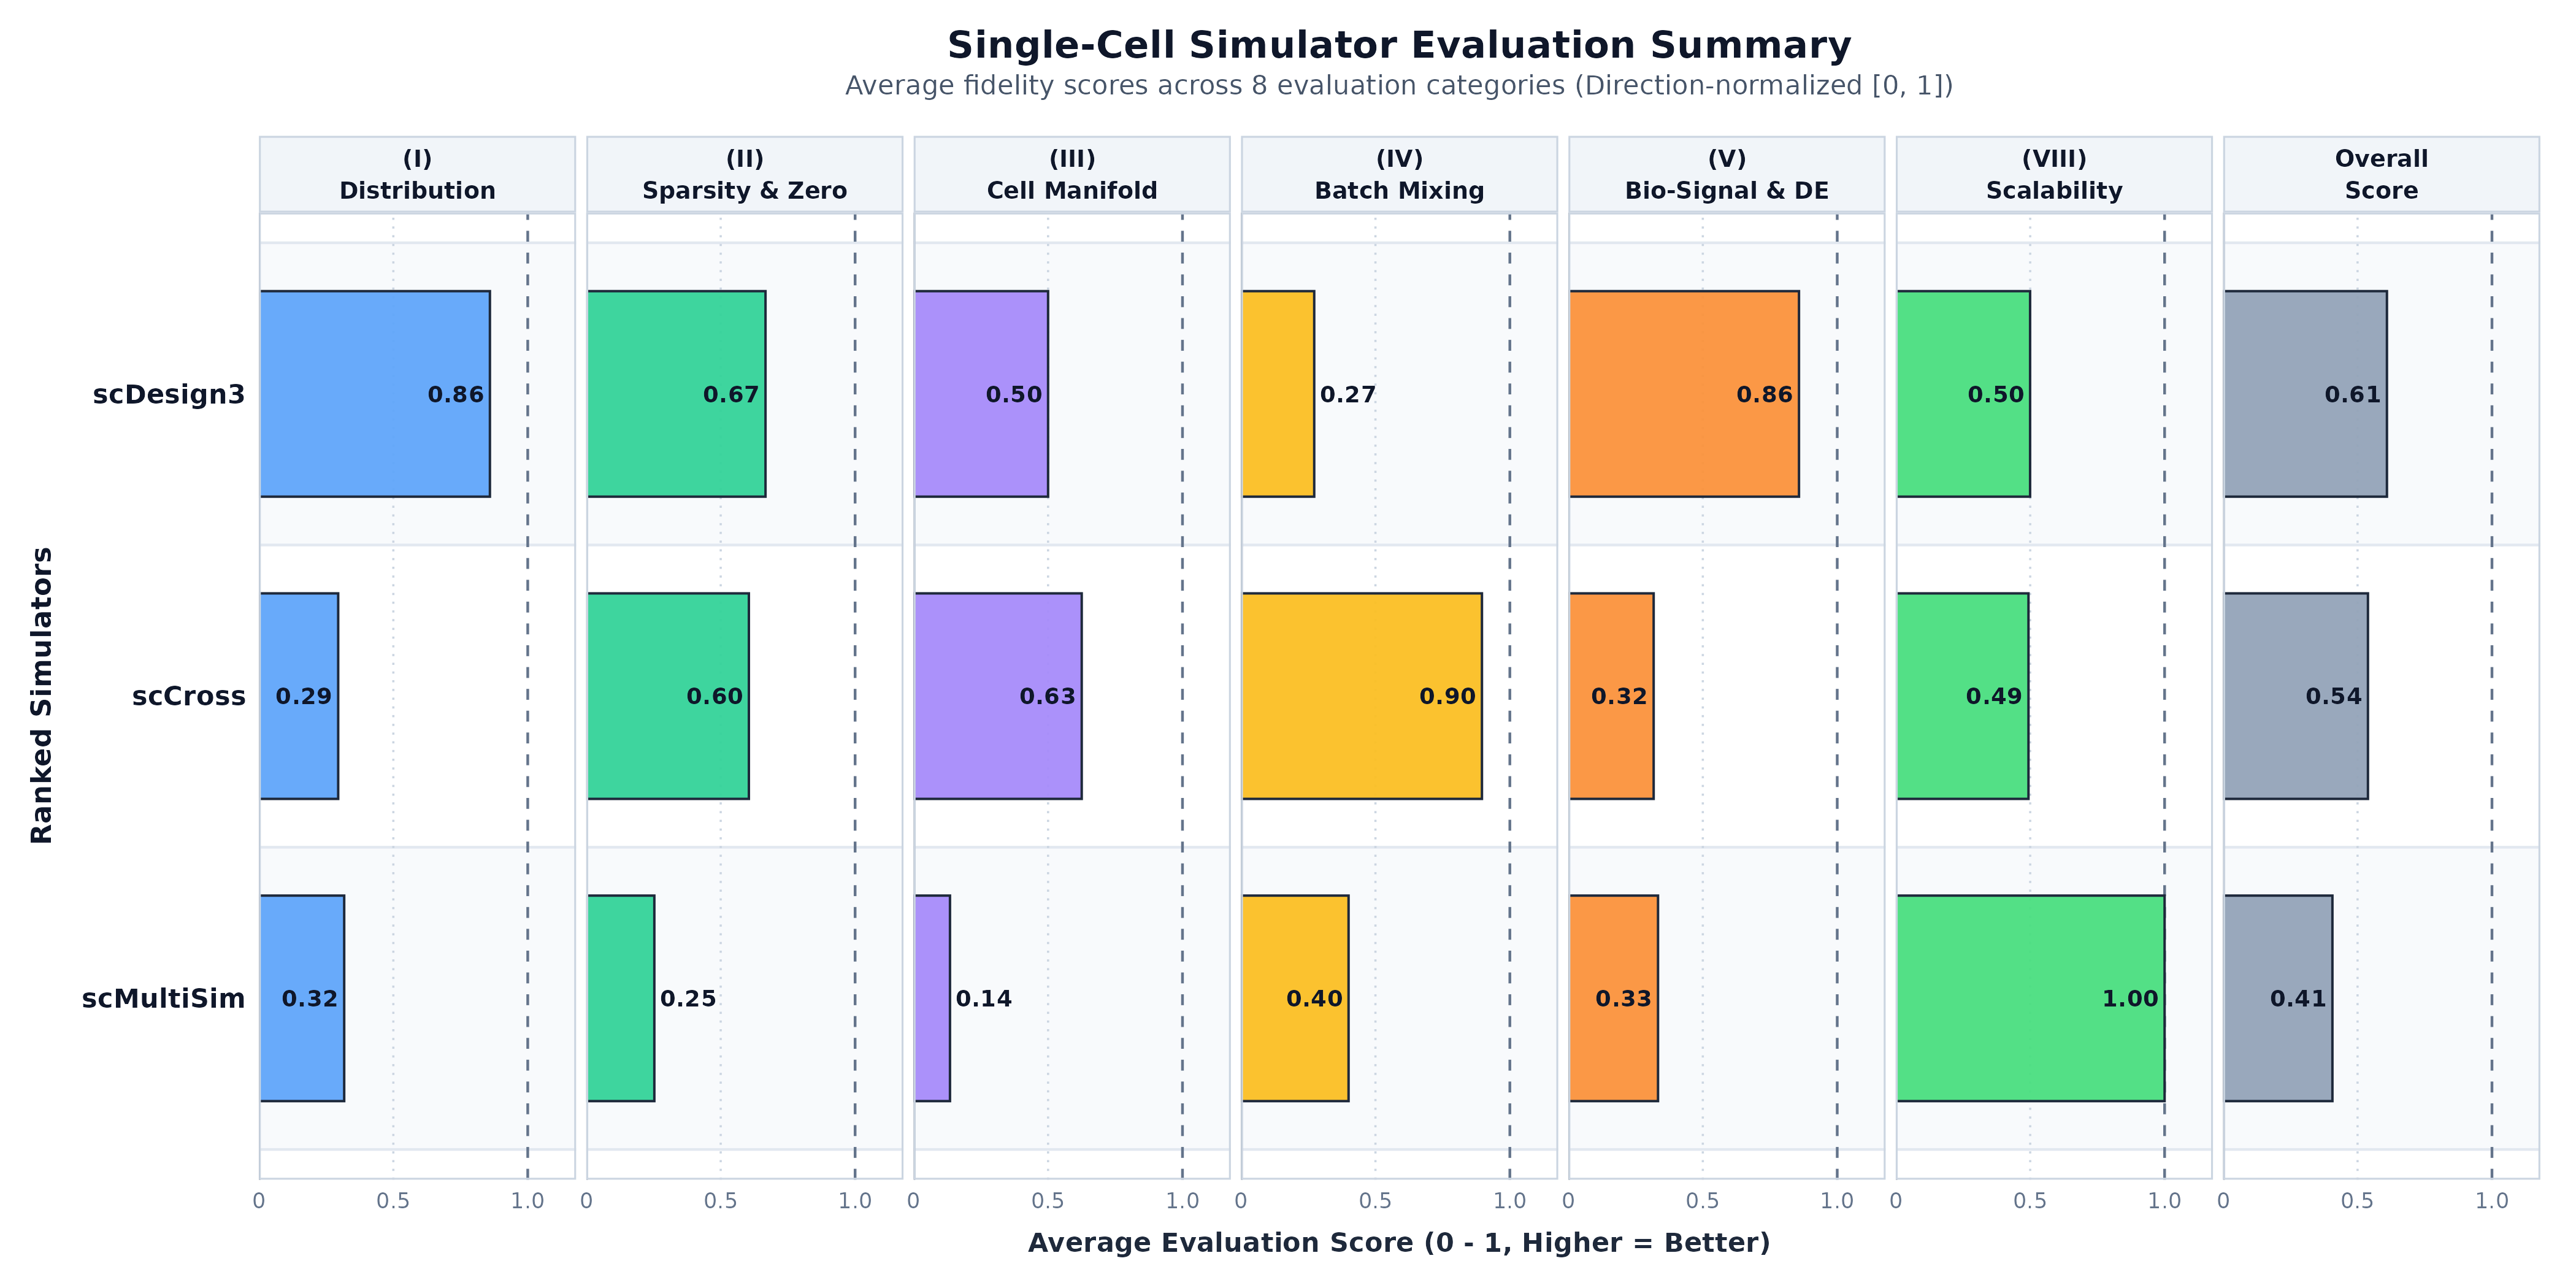 Single-Cell Simulator Evaluation Summary
Average fidelity scores across 8 evaluation categories (Direction-normalized [0, 1])
(I)
Distribution
(II)
Sparsity & Zero
(III)
Cell Manifold
(IV)
Batch Mixing
(V)
Bio-Signal & DE
(VIII)
Scalability
Overall
Score
Ranked Simulators
scDesign3
0.86
0.67
0.50
0.27
0.86
0.50
0.61
scCross
0.29
0.60
0.63
0.90
0.32
0.49
0.54
scMultiSim
0.32
0.25
0.14
0.40
0.33
1.00
0.41
0 0.5 1.0
0 0.5 1.0
0 0.5 1.0
0 0.5 1.0
0 0.5 1.0
0 0.5 1.0
0 0.5 1.0
Average Evaluation Score (0 - 1, Higher = Better)